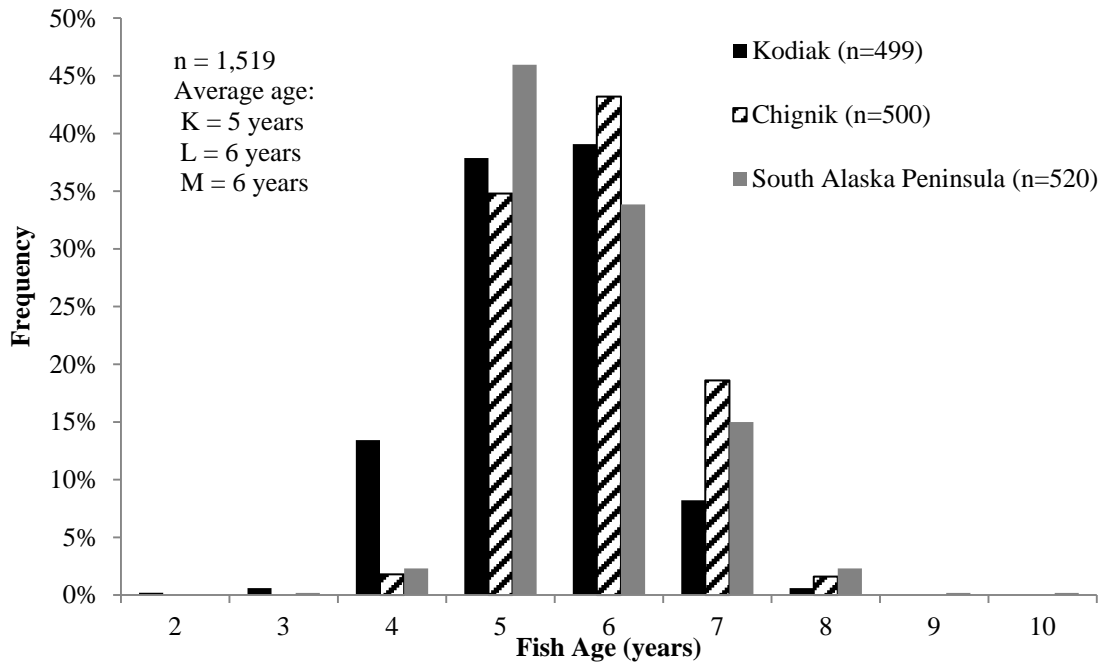 50%
45%
40%
35%
30%
25%
20%
15%
10%
5%
0%
Frequency
n = 1,519
Average age:
K = 5 years
L = 6 years
M = 6 years
Kodiak (n=499)
Chignik (n=500)
South Alaska Peninsula (n=520)
2 3 4 5 6 7 8 9 10
Fish Age (years)